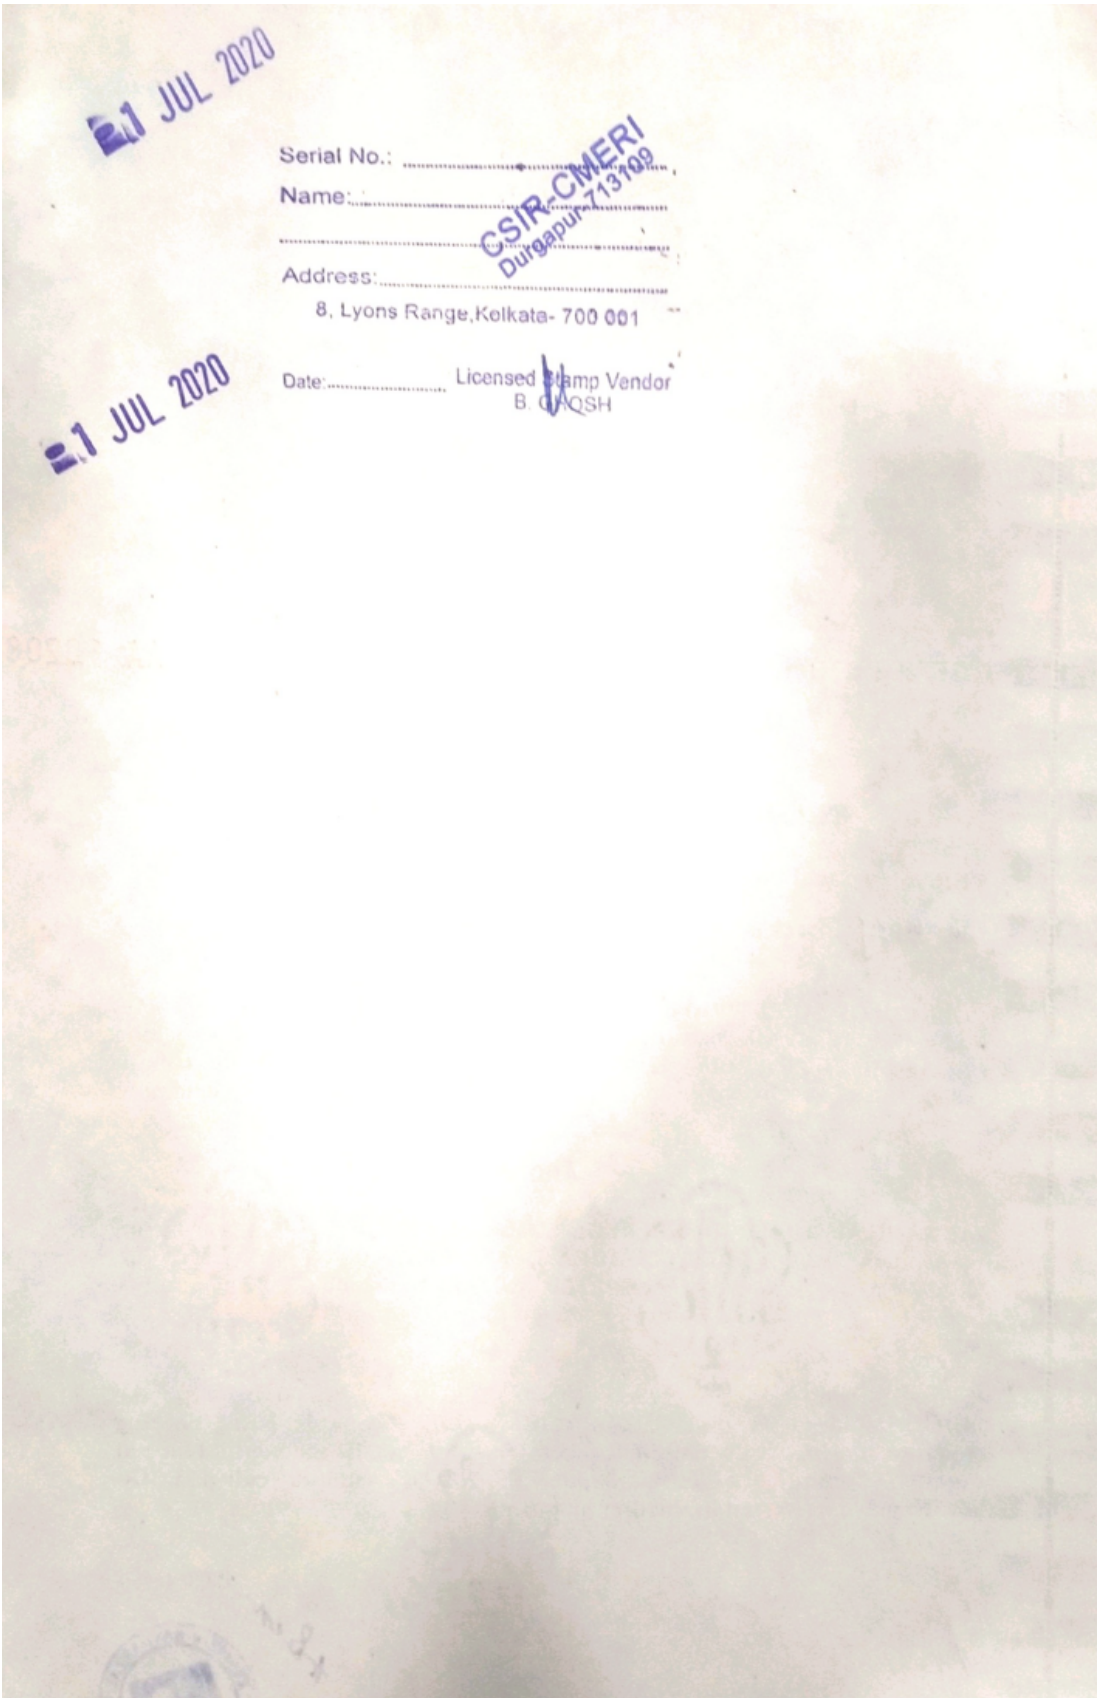 1 JUL 2020
Serial No.:
CSIR-CMERI
Durgapur-713109
Name:
Address:
8, Lyons Range,Kolkata- 700 001
1 JUL 2020
Date: Licensed Stamp Vendor
B. GHOSH